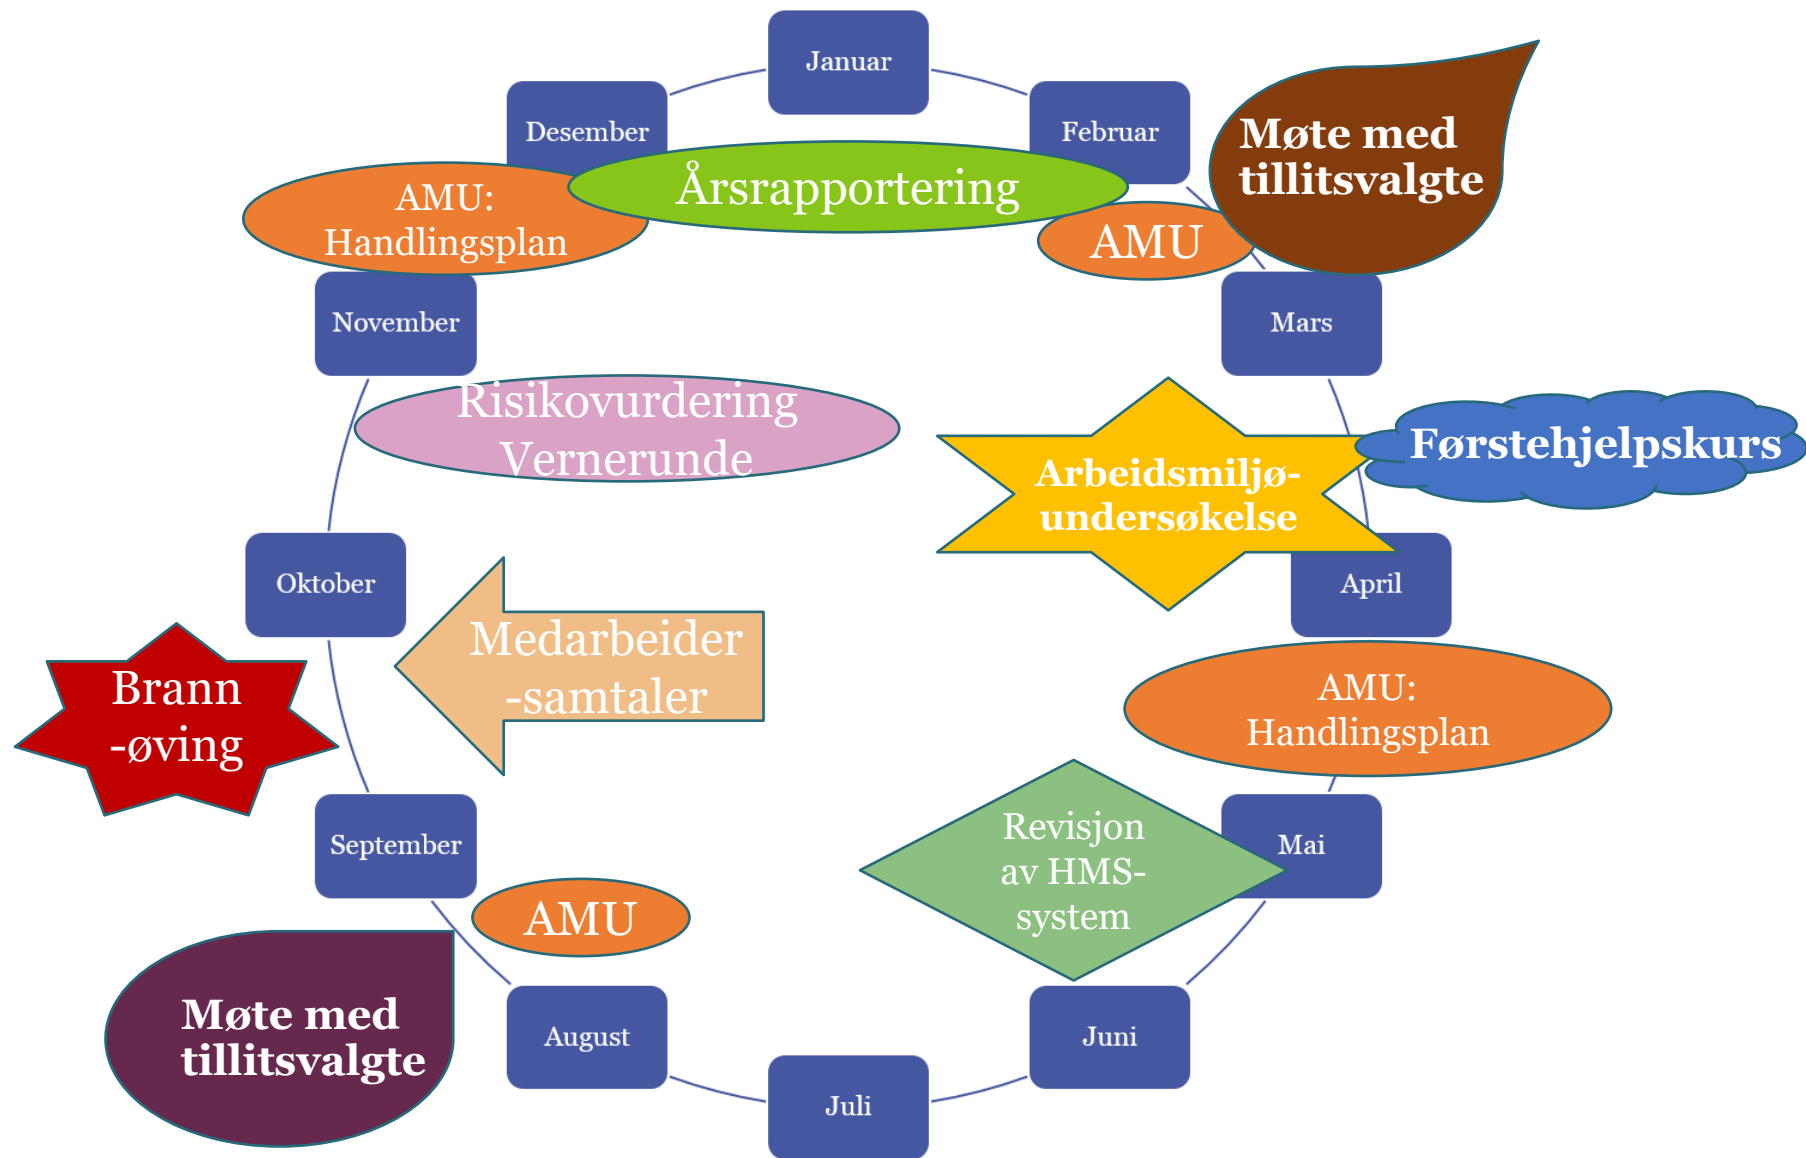 Januar
Desember
Februar
Møte med
tillitsvalgte
Årsrapportering
AMU:
Handlingsplan
AMU
November
Mars
Risikovurdering
Vernerunde
Arbeidsmiljø-
undersøkelse
Førstehjelpskurs
Oktober
April
Medarbeider
-samtaler
Brann
-øving
AMU:
Handlingsplan
September
Revisjon
av HMS-
system
Mai
AMU
Møte med
tillitsvalgte
August
Juni
Juli